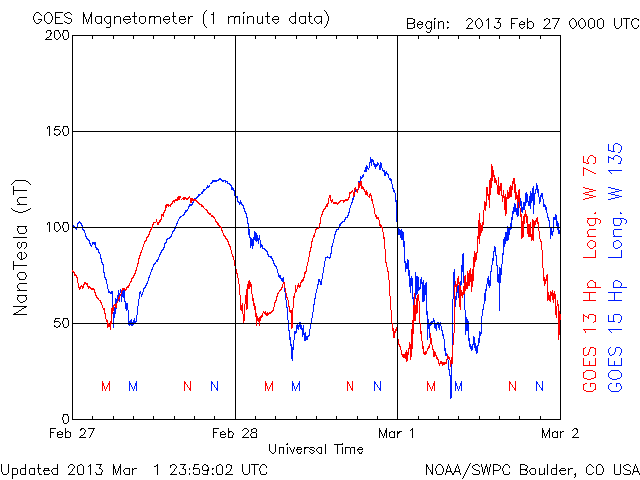 GOES Magnetometer (1 minute data)
Begin: 2013 Feb 27 0000 UTC
200
150
100
50
0
NanoTesla (nT)
M M N N M M N N M M N N
Feb 27 Feb 28 Mar 1 Mar 2
Universal Time
GOES 13 Hp Long. W 75
GOES 15 Hp Long. W 135
Updated 2013 Mar 1 23:59:02 UTC
NOAA/SWPC Boulder, CO USA